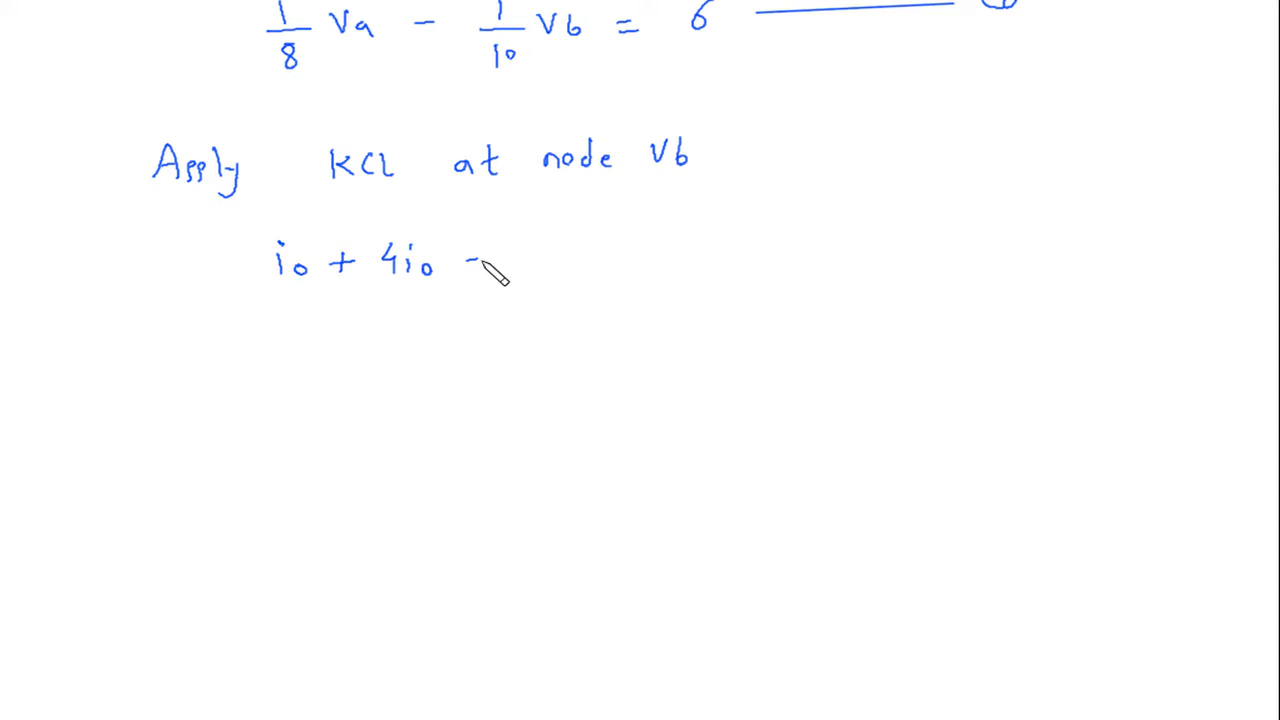 1/8 Va - 1/10 Vb = 6
Apply KCL at node Vb
io + 4io -